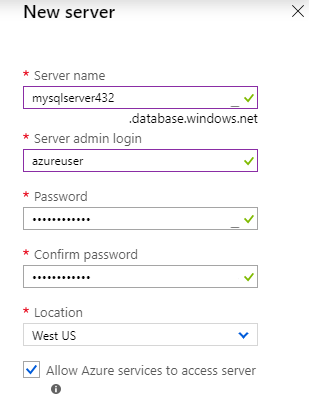 New server
* Server name
mysqlserver432
.database.windows.net
* Server admin login
azureuser
* Password
••••••••••••
* Confirm password
••••••••••••
* Location
West US
Allow Azure services to access server